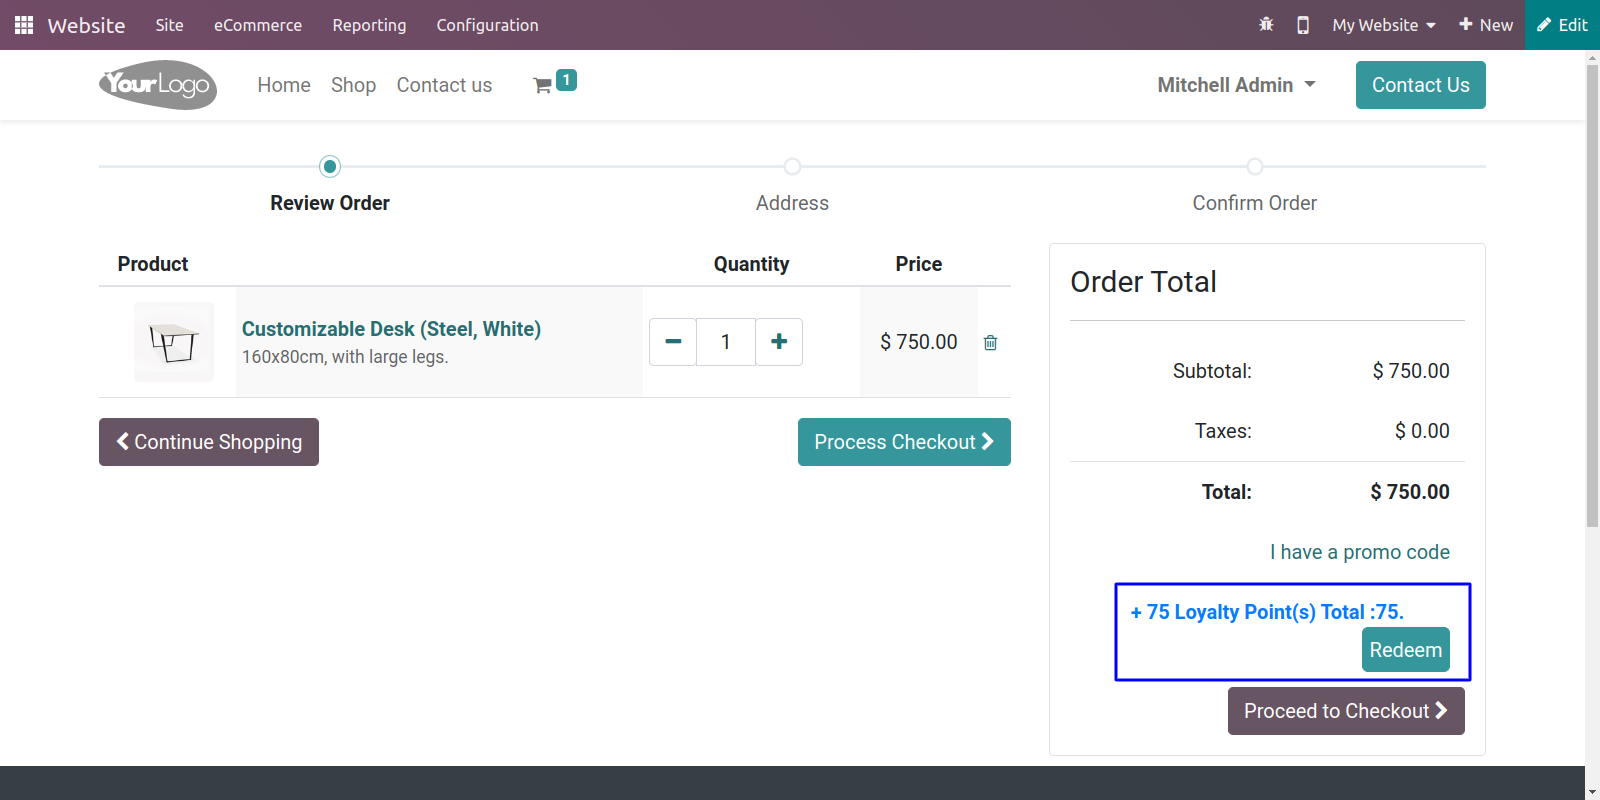 Website Site eCommerce Reporting Configuration My Website New Edit
YourLogo Home Shop Contact us 1 Mitchell Admin Contact Us
Review Order Address Confirm Order
Product Quantity Price
Customizable Desk (Steel, White)
160x80cm, with large legs.
1
$ 750.00
Continue Shopping
Process Checkout
Order Total
Subtotal: $ 750.00
Taxes: $ 0.00
Total: $ 750.00
I have a promo code
+ 75 Loyalty Point(s) Total :75.
Redeem
Proceed to Checkout